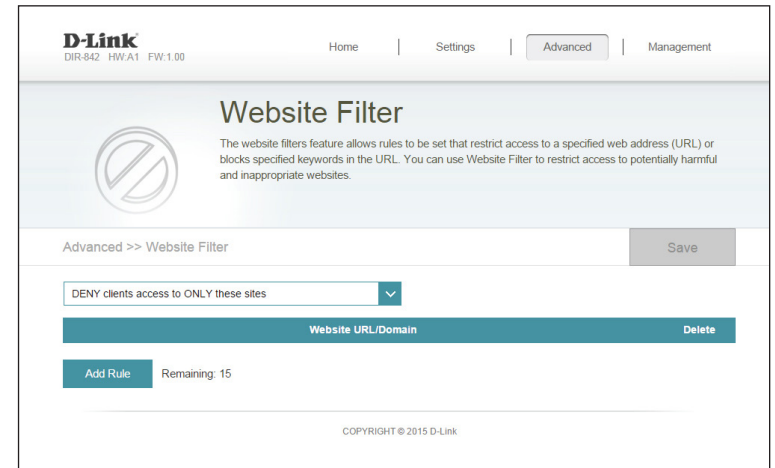 D-Link
DIR-842 HW:A1 FW:1.00
Home | Settings | Advanced | Management
Website Filter
The website filters feature allows rules to be set that restrict access to a specified web address (URL) or
blocks specified keywords in the URL. You can use Website Filter to restrict access to potentially harmful
and inappropriate websites.
Advanced >> Website Filter
Save
DENY clients access to ONLY these sites
Website URL/Domain Delete
Add Rule Remaining: 15
COPYRIGHT © 2015 D-Link